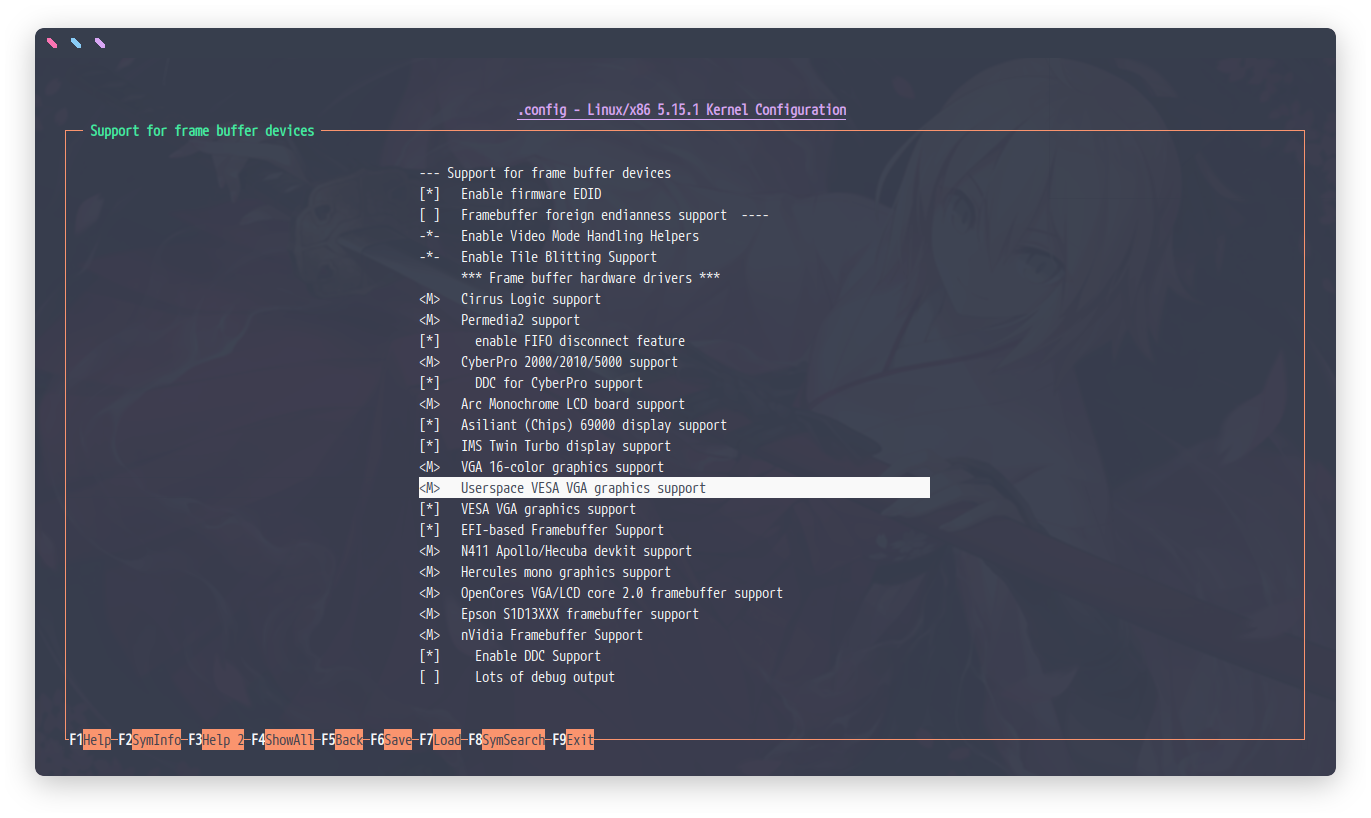 .config - Linux/x86 5.15.1 Kernel Configuration
Support for frame buffer devices
--- Support for frame buffer devices
[*]   Enable firmware EDID
[ ]   Framebuffer foreign endianness support  ----
-*-   Enable Video Mode Handling Helpers
-*-   Enable Tile Blitting Support
      *** Frame buffer hardware drivers ***
<M>   Cirrus Logic support
<M>   Permedia2 support
[*]     enable FIFO disconnect feature
<M>   CyberPro 2000/2010/5000 support
[*]     DDC for CyberPro support
<M>   Arc Monochrome LCD board support
[*]   Asiliant (Chips) 69000 display support
[*]   IMS Twin Turbo display support
<M>   VGA 16-color graphics support
<M>   Userspace VESA VGA graphics support
[*]   VESA VGA graphics support
[*]   EFI-based Framebuffer Support
<M>   N411 Apollo/Hecuba devkit support
<M>   Hercules mono graphics support
<M>   OpenCores VGA/LCD core 2.0 framebuffer support
<M>   Epson S1D13XXX framebuffer support
<M>   nVidia Framebuffer Support
[*]     Enable DDC Support
[ ]     Lots of debug output
F1Help F2SymInfo F3Help 2 F4ShowAll F5Back F6Save F7Load F8SymSearch F9Exit